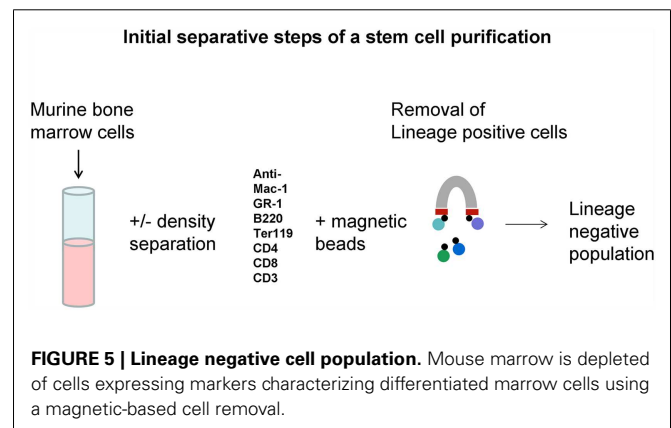 Initial separative steps of a stem cell purification
Murine bone
marrow cells
+/- density
separation
Anti-
Mac-1
GR-1
B220
Ter119
CD4
CD8
CD3
+ magnetic
beads
Removal of
Lineage positive cells
Lineage
negative
population
FIGURE 5 | Lineage negative cell population. Mouse marrow is depleted
of cells expressing markers characterizing differentiated marrow cells using
a magnetic-based cell removal.